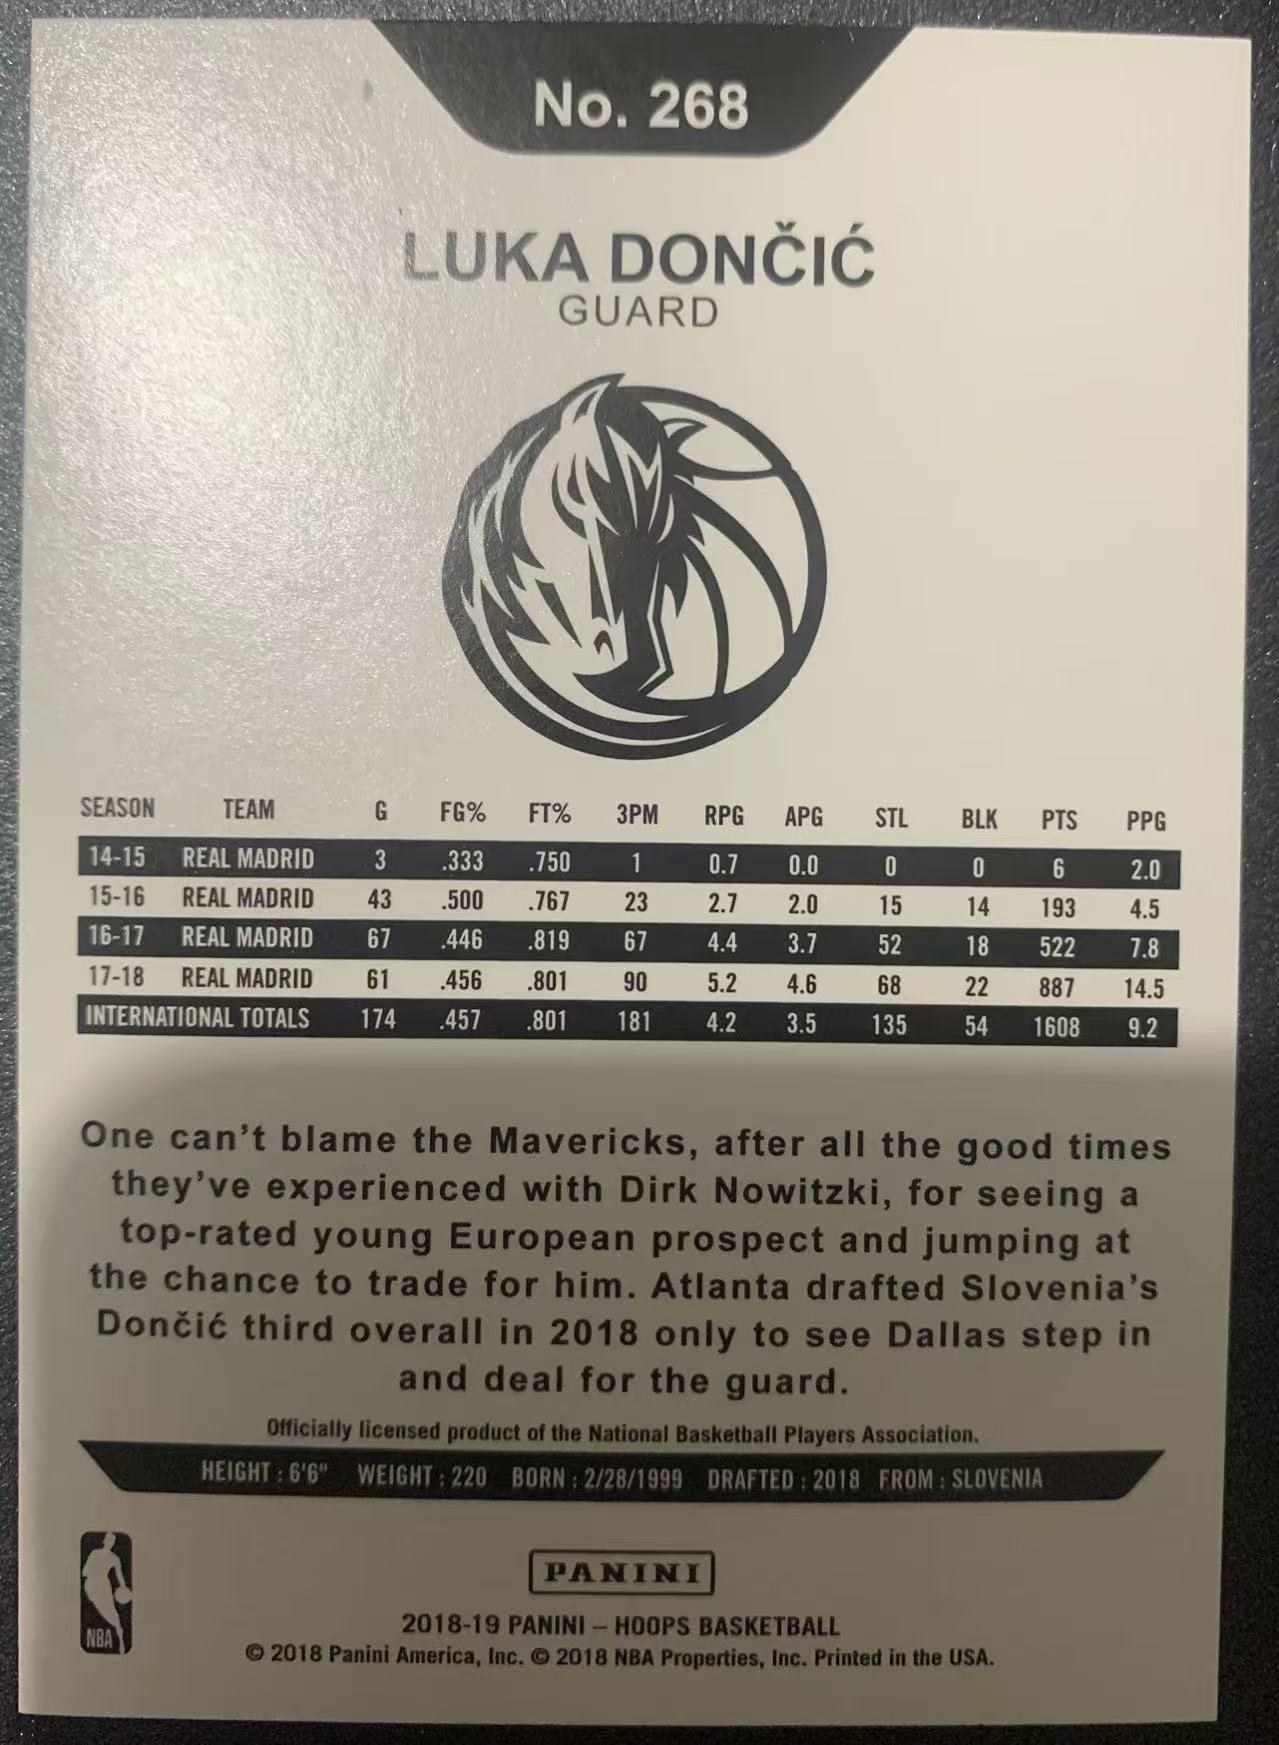 No. 268
LUKA DONČIĆ
GUARD
SEASON TEAM G FG% FT% 3PM RPG APG STL BLK PTS PPG
14-15 REAL MADRID 3 .333 .750 1 0.7 0.0 0 0 6 2.0
15-16 REAL MADRID 43 .500 .767 23 2.7 2.0 15 14 193 4.5
16-17 REAL MADRID 67 .446 .819 67 4.4 3.7 52 18 522 7.8
17-18 REAL MADRID 61 .456 .801 90 5.2 4.6 68 22 887 14.5
INTERNATIONAL TOTALS 174 .457 .801 181 4.2 3.5 135 54 1608 9.2
One can't blame the Mavericks, after all the good times
they've experienced with Dirk Nowitzki, for seeing a
top-rated young European prospect and jumping at
the chance to trade for him. Atlanta drafted Slovenia's
Dončić third overall in 2018 only to see Dallas step in
and deal for the guard.
Officially licensed product of the National Basketball Players Association.
HEIGHT : 6'6" WEIGHT : 220 BORN : 2/28/1999 DRAFTED : 2018 FROM : SLOVENIA
NBA
PANINI
2018-19 PANINI – HOOPS BASKETBALL
© 2018 Panini America, Inc. © 2018 NBA Properties, Inc. Printed in the USA.